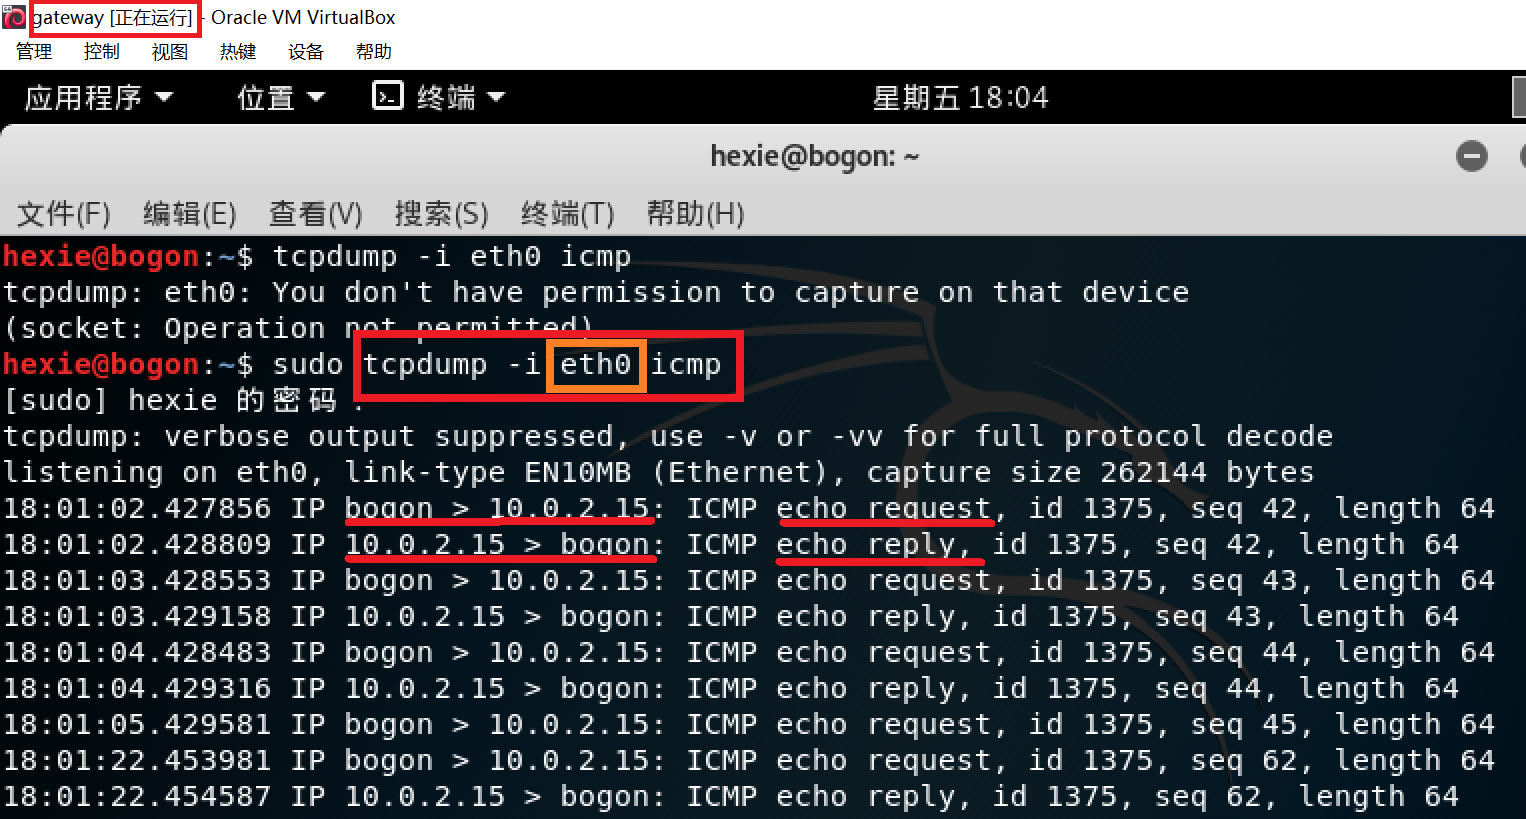 gateway [正在运行] - Oracle VM VirtualBox
管理 控制 视图 热键 设备 帮助
应用程序 位置 终端 星期五 18:04
hexie@bogon: ~
文件(F) 编辑(E) 查看(V) 搜索(S) 终端(T) 帮助(H)
hexie@bogon:~$ tcpdump -i eth0 icmp
tcpdump: eth0: You don't have permission to capture on that device
(socket: Operation not permitted)
hexie@bogon:~$ sudo tcpdump -i eth0 icmp
[sudo] hexie 的密码：
tcpdump: verbose output suppressed, use -v or -vv for full protocol decode
listening on eth0, link-type EN10MB (Ethernet), capture size 262144 bytes
18:01:02.427856 IP bogon > 10.0.2.15: ICMP echo request, id 1375, seq 42, length 64
18:01:02.428809 IP 10.0.2.15 > bogon: ICMP echo reply, id 1375, seq 42, length 64
18:01:03.428553 IP bogon > 10.0.2.15: ICMP echo request, id 1375, seq 43, length 64
18:01:03.429158 IP 10.0.2.15 > bogon: ICMP echo reply, id 1375, seq 43, length 64
18:01:04.428483 IP bogon > 10.0.2.15: ICMP echo request, id 1375, seq 44, length 64
18:01:04.429316 IP 10.0.2.15 > bogon: ICMP echo reply, id 1375, seq 44, length 64
18:01:05.429581 IP bogon > 10.0.2.15: ICMP echo request, id 1375, seq 45, length 64
18:01:22.453981 IP bogon > 10.0.2.15: ICMP echo request, id 1375, seq 62, length 64
18:01:22.454587 IP 10.0.2.15 > bogon: ICMP echo reply, id 1375, seq 62, length 64